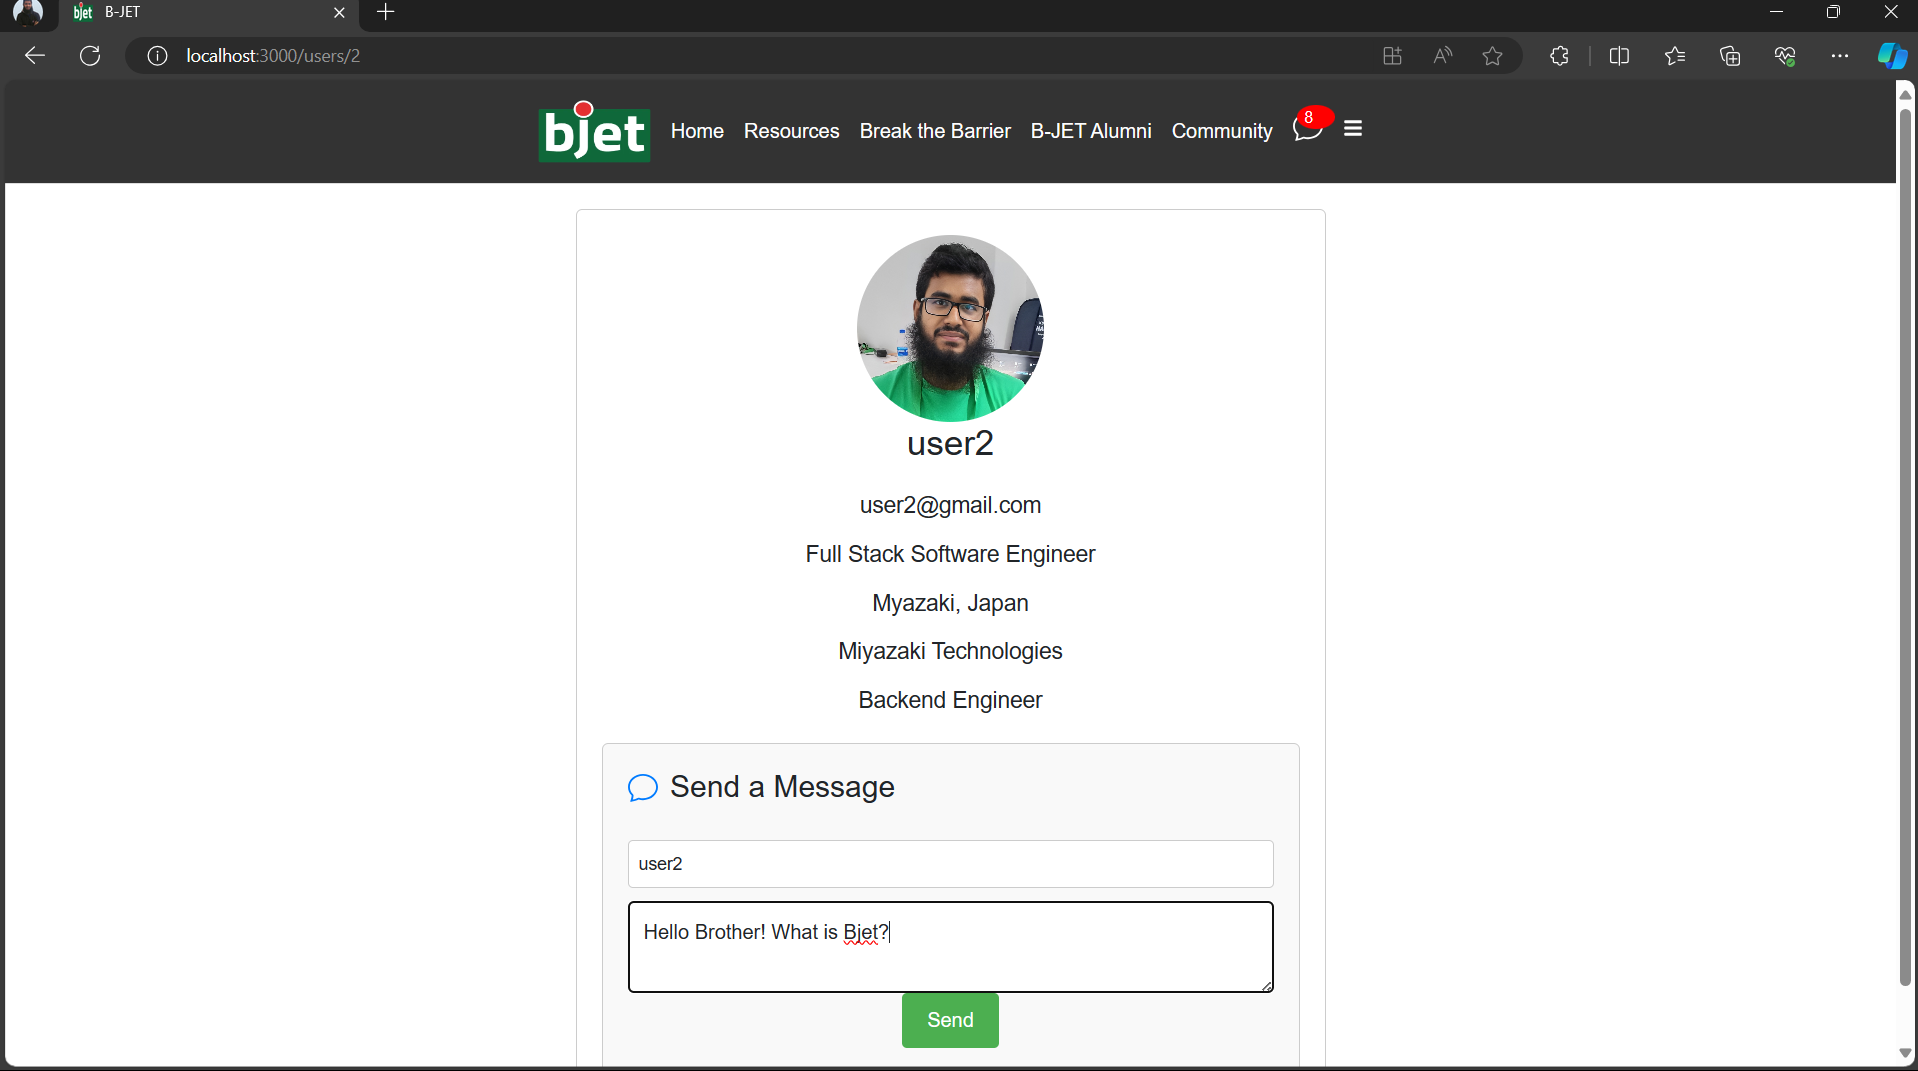 bjet B-JET
localhost:3000/users/2
bjet Home Resources Break the Barrier B-JET Alumni Community 8
user2
user2@gmail.com
Full Stack Software Engineer
Myazaki, Japan
Miyazaki Technologies
Backend Engineer
Send a Message
user2
Hello Brother! What is Bjet?
Send